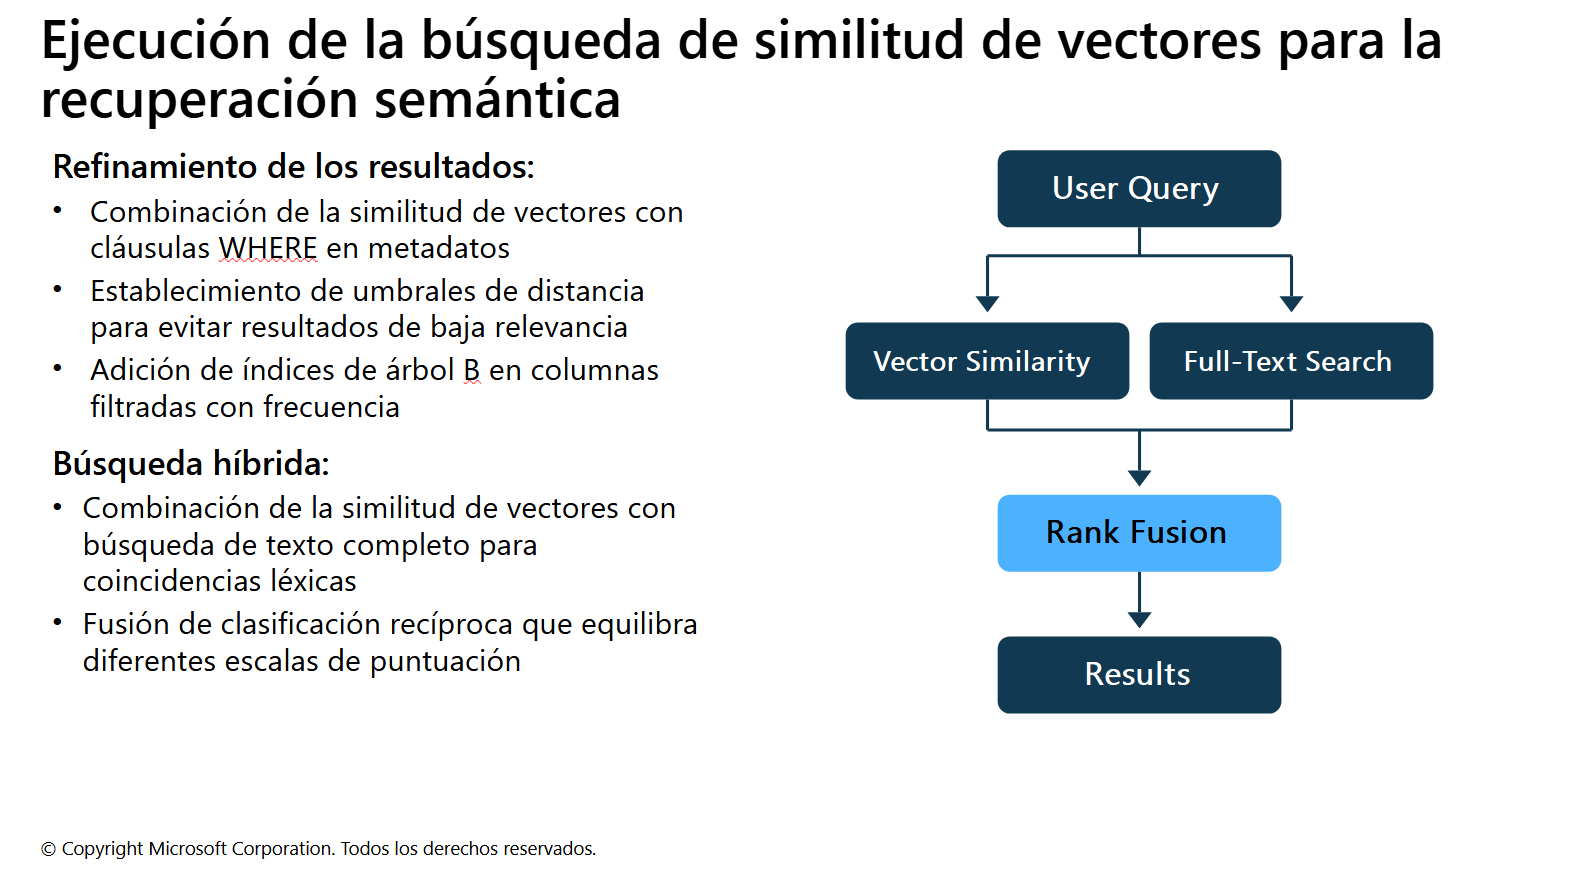 Ejecución de la búsqueda de similitud de vectores para la
recuperación semántica
Refinamiento de los resultados:
• Combinación de la similitud de vectores con
cláusulas WHERE en metadatos
• Establecimiento de umbrales de distancia
para evitar resultados de baja relevancia
• Adición de índices de árbol B en columnas
filtradas con frecuencia
Búsqueda híbrida:
• Combinación de la similitud de vectores con
búsqueda de texto completo para
coincidencias léxicas
• Fusión de clasificación recíproca que equilibra
diferentes escalas de puntuación
User Query
Vector Similarity
Full-Text Search
Rank Fusion
Results
© Copyright Microsoft Corporation. Todos los derechos reservados.